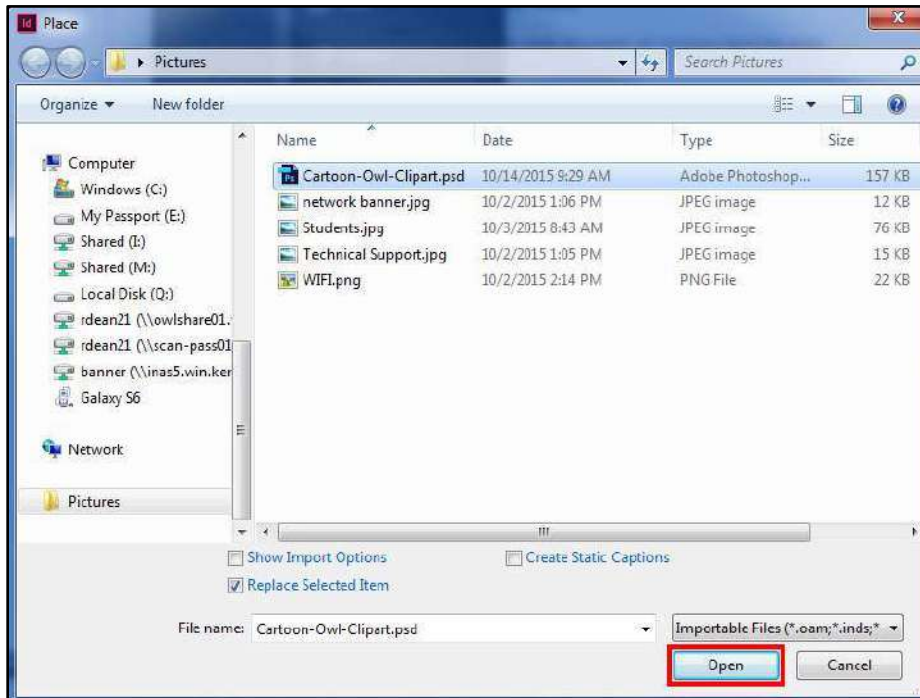 Id Place
Pictures
Search Pictures
Organize
New folder
Name Date Type Size
Computer
Windows (C:)
My Passport (E:)
Shared (I:)
Shared (M:)
Local Disk (Q:)
rdean21 (\\owlshare01.
rdean21 (\\scan-pass01
banner (\\inas5.win.ker
Galaxy S6
Network
Pictures
Ps Cartoon-Owl-Clipart.psd 10/14/2015 9:29 AM Adobe Photoshop... 157 KB
network banner.jpg 10/2/2015 1:06 PM JPEG image 12 KB
Students.jpg 10/3/2015 8:43 AM JPEG image 76 KB
Technical Support.jpg 10/2/2015 1:05 PM JPEG image 15 KB
WIFI.png 10/2/2015 2:14 PM PNG File 22 KB
Show Import Options
Create Static Captions
Replace Selected Item
File name: Cartoon-Owl-Clipart.psd
Importable Files (*.oam;*.inds;*
Open
Cancel